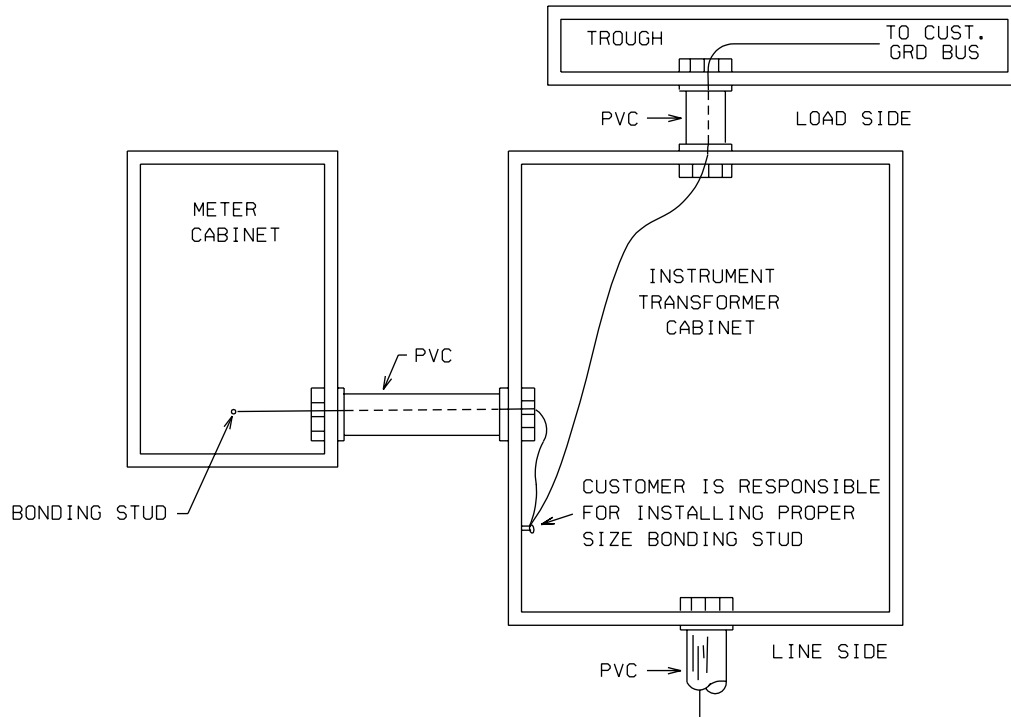 TROUGH
TO CUST.
GRD BUS
PVC
LOAD SIDE
METER
CABINET
INSTRUMENT
TRANSFORMER
CABINET
PVC
BONDING STUD
CUSTOMER IS RESPONSIBLE
FOR INSTALLING PROPER
SIZE BONDING STUD
LINE SIDE
PVC